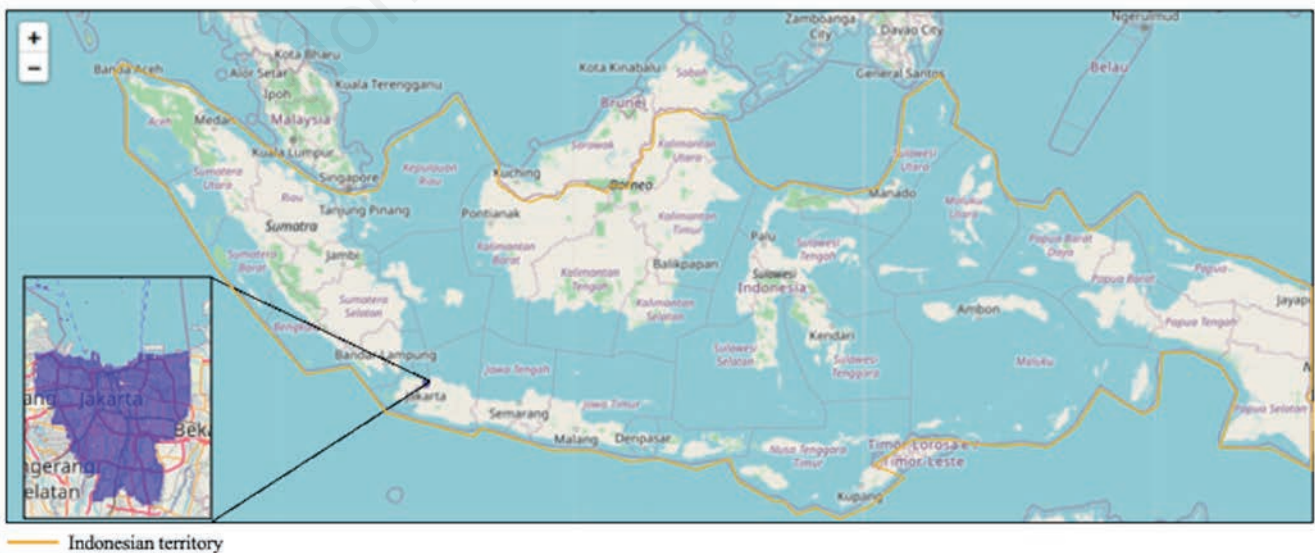 +
Zamboanga
City
Davao City
Ngerulmud
Banda Aceh
Kota Bharu
Alor Setar
Kota Kinabalu
Sabah
General Santos
Belau
Ipoh
Kuala Terengganu
Aceh
Medan
Malaysia
Brunei
Kuala Lumpur
Sarawak
Kalimantan
Utara
Sumatera
Utara
Kepulauan
Riau
Kuching
Sulawesi
Utara
Singapore
Borneo
Manado
Riau
Tanjung Pinang
Pontianak
Maluku
Utara
Sumatra
Kalimantan
Timur
Palu
Sulawesi
Tengah
Papua Barat
Daya
Sumatera
Barat
Jambi
Kalimantan
Barat
Balikpapan
Papua Barat
Papua
Kalimantan
Tengah
Sulawesi
Indonesia
Sumatera
Selatan
Kalimantan
Selatan
Ambon
Jayap
Papua Tengah
Bengkulu
Kendari
Bandar Lampung
Jawa Tengah
Sulawesi
Selatan
Sulawesi
Tenggara
Maluku
Jakarta
Semarang
Jawa Timur
Papua Selatan
Malang
Denpasar
Nusa Tenggara
Timur
Timor-Lorosa'e /
Timor-Leste
Kupang
ang
Jakarta
Beka
ngerang
elatan
Indonesian territory